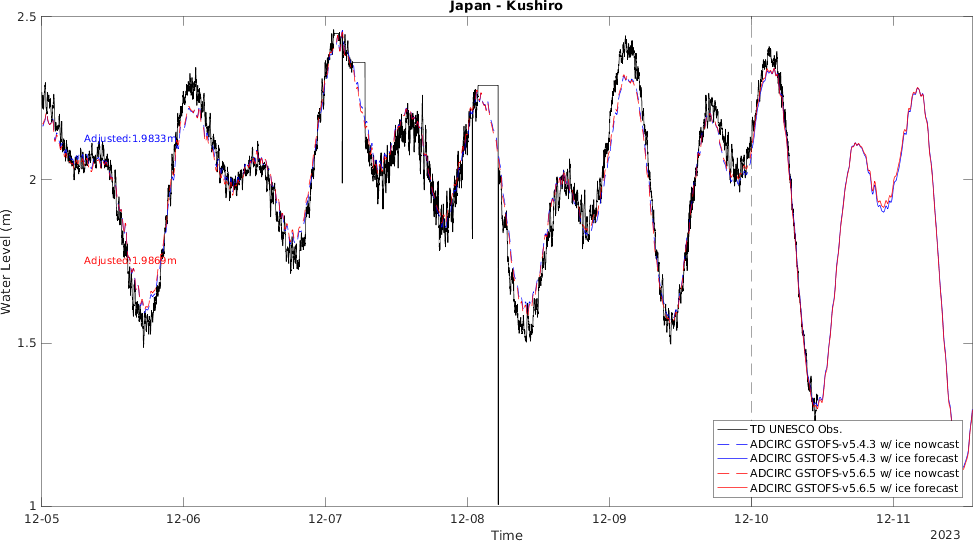 Japan - Kushiro
2.5
2
1.5
1
Water Level (m)
Adjusted:1.9833m
Adjusted:1.9869m
TD UNESCO Obs.
ADCIRC GSTOFS-v5.4.3 w/ ice nowcast
ADCIRC GSTOFS-v5.4.3 w/ ice forecast
ADCIRC GSTOFS-v5.6.5 w/ ice nowcast
ADCIRC GSTOFS-v5.6.5 w/ ice forecast
12-05 12-06 12-07 12-08 12-09 12-10 12-11
Time
2023